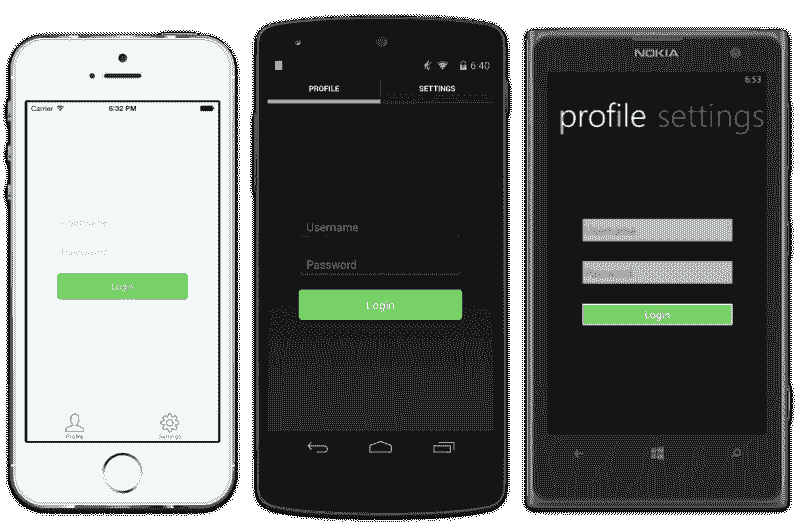 Carrier 6:32 PM
Username
Password
Login
Profile Settings
6:40
PROFILE SETTINGS
Username
Password
Login
NOKIA
6:53
profile settings
Username
Password
Login